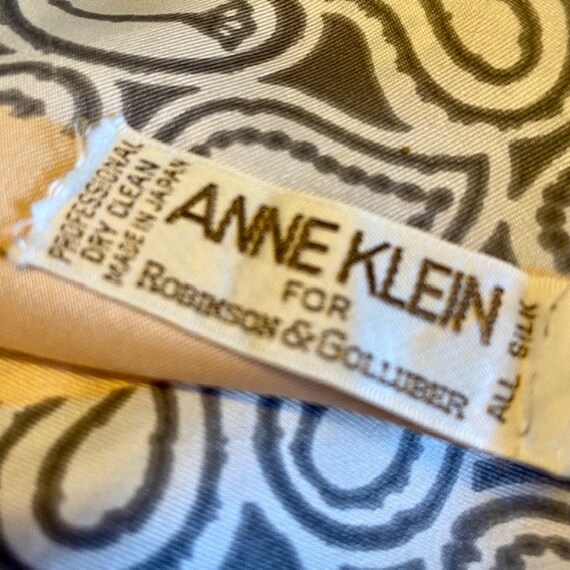 PROFESSIONAL
DRY CLEAN
MADE IN JAPAN
ANNE KLEIN
FOR
ROBINSON & GOLLUBER
ALL SILK